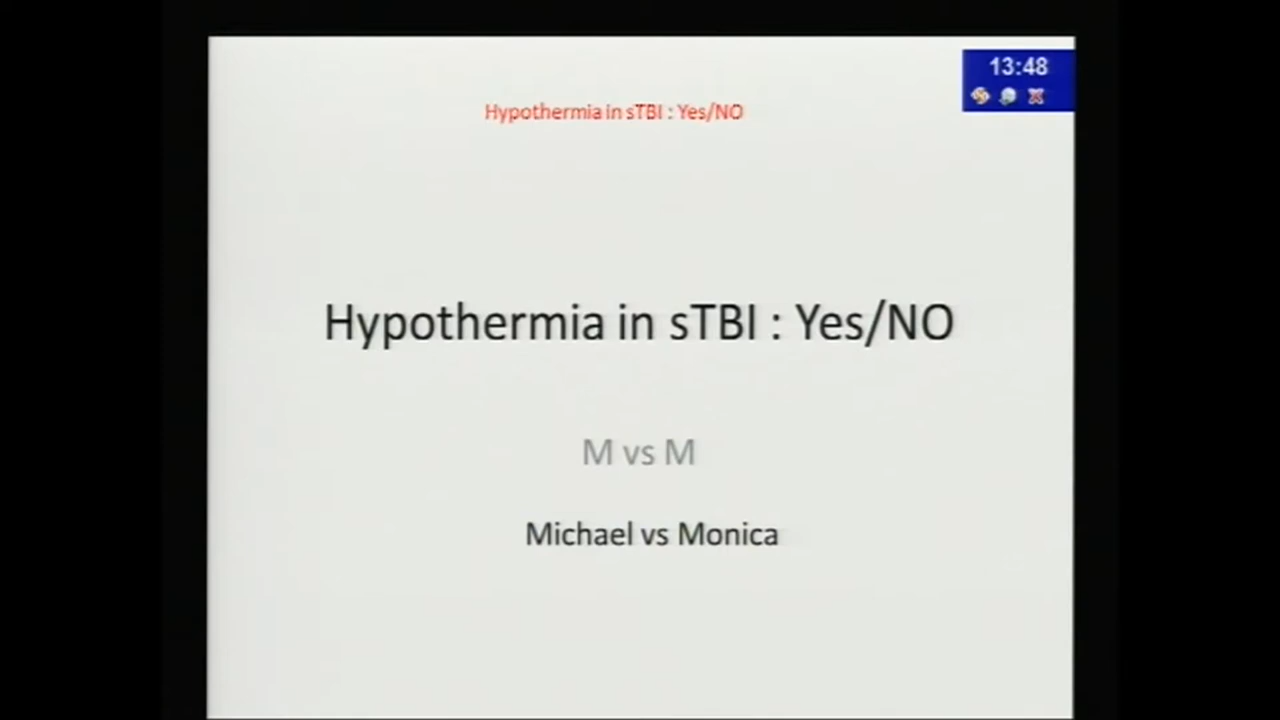 13:48
Hypothermia in sTBI : Yes/NO
Hypothermia in sTBI : Yes/NO
M vs M
Michael vs Monica